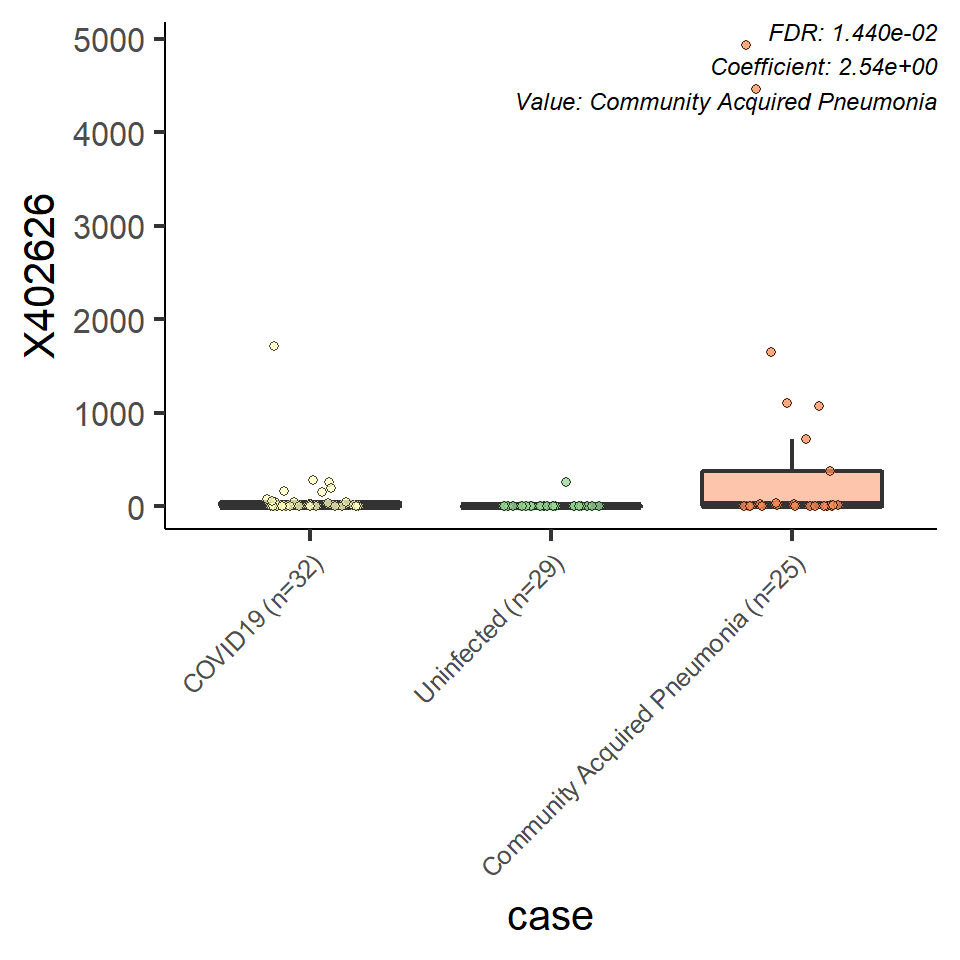 FDR: 1.440e-02
Coefficient: 2.54e+00
Value: Community Acquired Pneumonia
X402626
5000
4000
3000
2000
1000
0
COVID19 (n=32)
Uninfected (n=29)
Community Acquired Pneumonia (n=25)
case